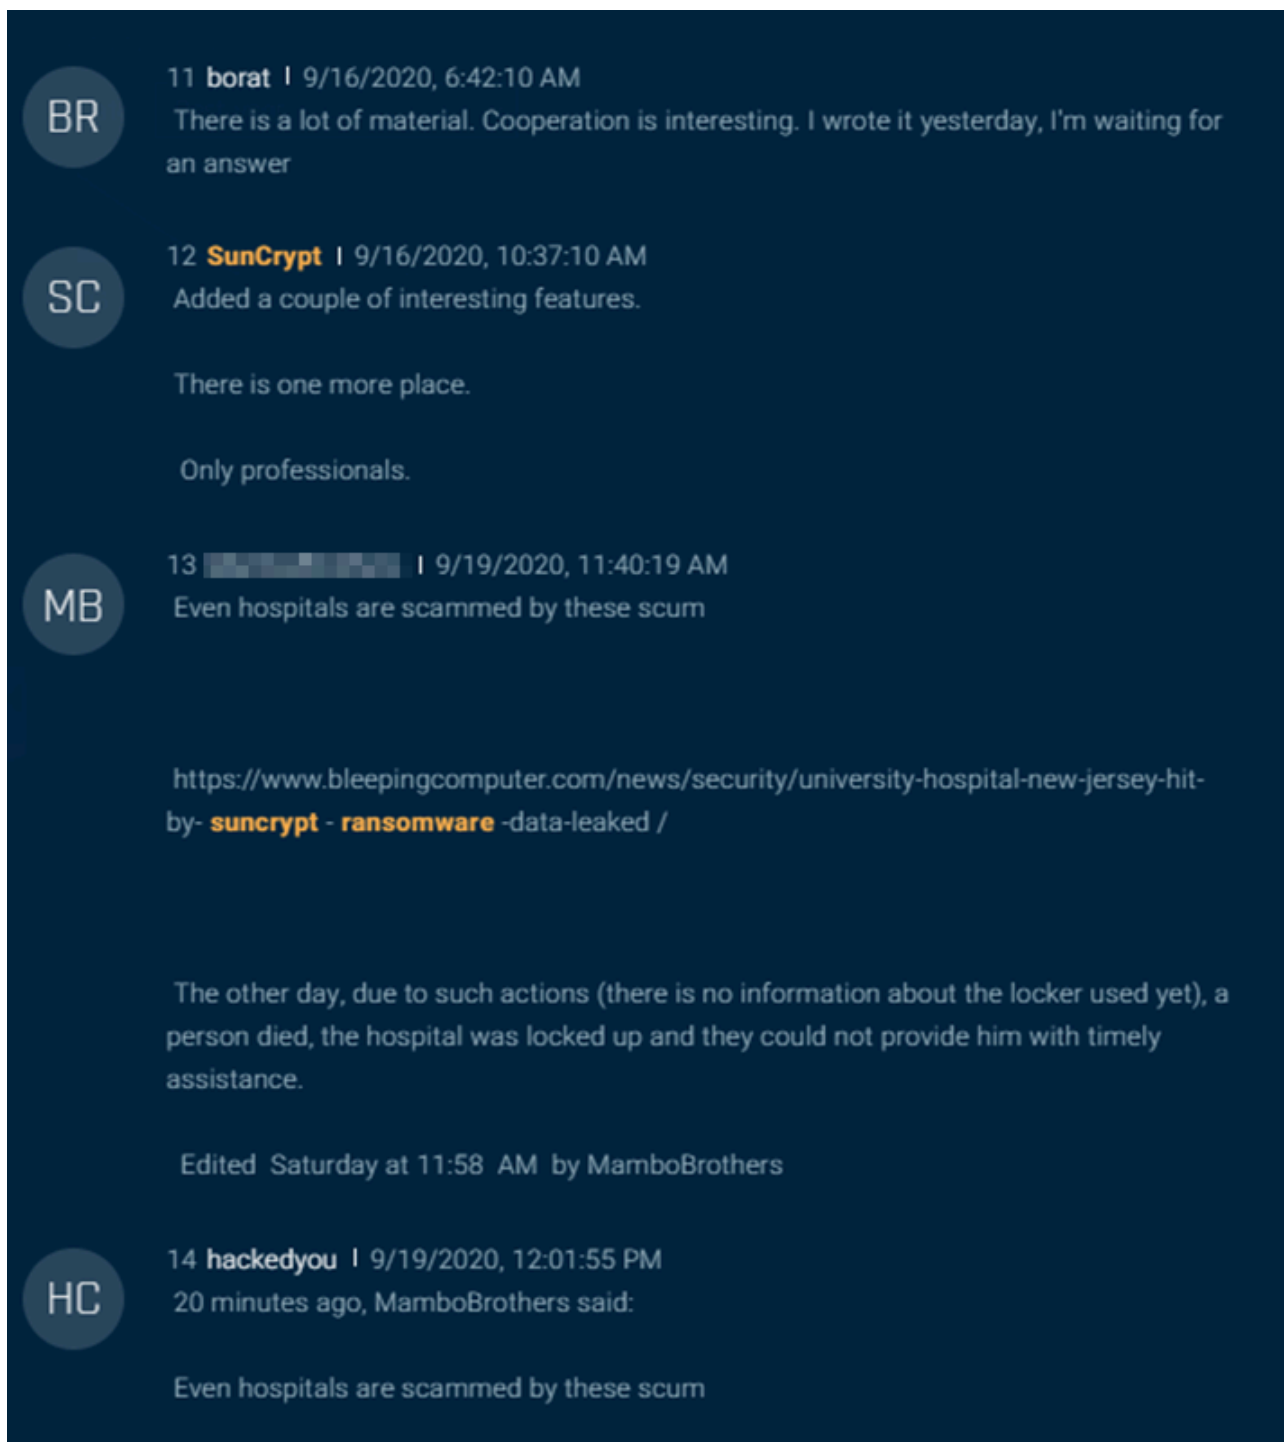 BR
11 borat | 9/16/2020, 6:42:10 AM
There is a lot of material. Cooperation is interesting. I wrote it yesterday, I'm waiting for
an answer
SC
12 SunCrypt | 9/16/2020, 10:37:10 AM
Added a couple of interesting features.
There is one more place.
Only professionals.
MB
13 | 9/19/2020, 11:40:19 AM
Even hospitals are scammed by these scum
https://www.bleepingcomputer.com/news/security/university-hospital-new-jersey-hit-
by- suncrypt - ransomware -data-leaked /
The other day, due to such actions (there is no information about the locker used yet), a
person died, the hospital was locked up and they could not provide him with timely
assistance.
Edited Saturday at 11:58 AM by MamboBrothers
HC
14 hackedyou | 9/19/2020, 12:01:55 PM
20 minutes ago, MamboBrothers said:
Even hospitals are scammed by these scum